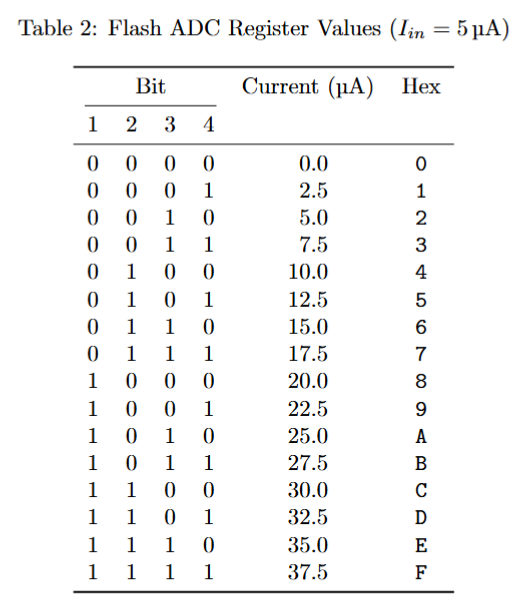 Table 2: Flash ADC Register Values (I_in = 5 µA)
Bit Current (µA) Hex
1 2 3 4
0 0 0 0 0.0 0
0 0 0 1 2.5 1
0 0 1 0 5.0 2
0 0 1 1 7.5 3
0 1 0 0 10.0 4
0 1 0 1 12.5 5
0 1 1 0 15.0 6
0 1 1 1 17.5 7
1 0 0 0 20.0 8
1 0 0 1 22.5 9
1 0 1 0 25.0 A
1 0 1 1 27.5 B
1 1 0 0 30.0 C
1 1 0 1 32.5 D
1 1 1 0 35.0 E
1 1 1 1 37.5 F